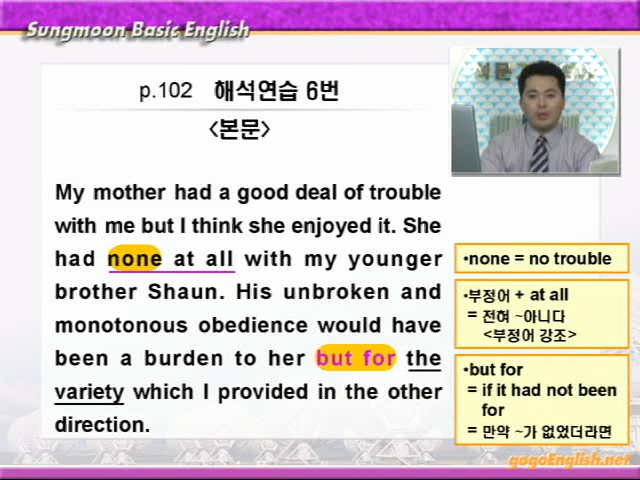 Sungmoon Basic English
p.102 해석연습 6번
<본문>
My mother had a good deal of trouble
with me but I think she enjoyed it. She
had none at all with my younger
brother Shaun. His unbroken and
monotonous obedience would have
been a burden to her but for the
variety which I provided in the other
direction.
•none = no trouble
•부정어 + at all
= 전혀 ~아니다
<부정어 강조>
•but for
= if it had not been
for
= 만약 ~가 없었더라면
gogoEnglish.net